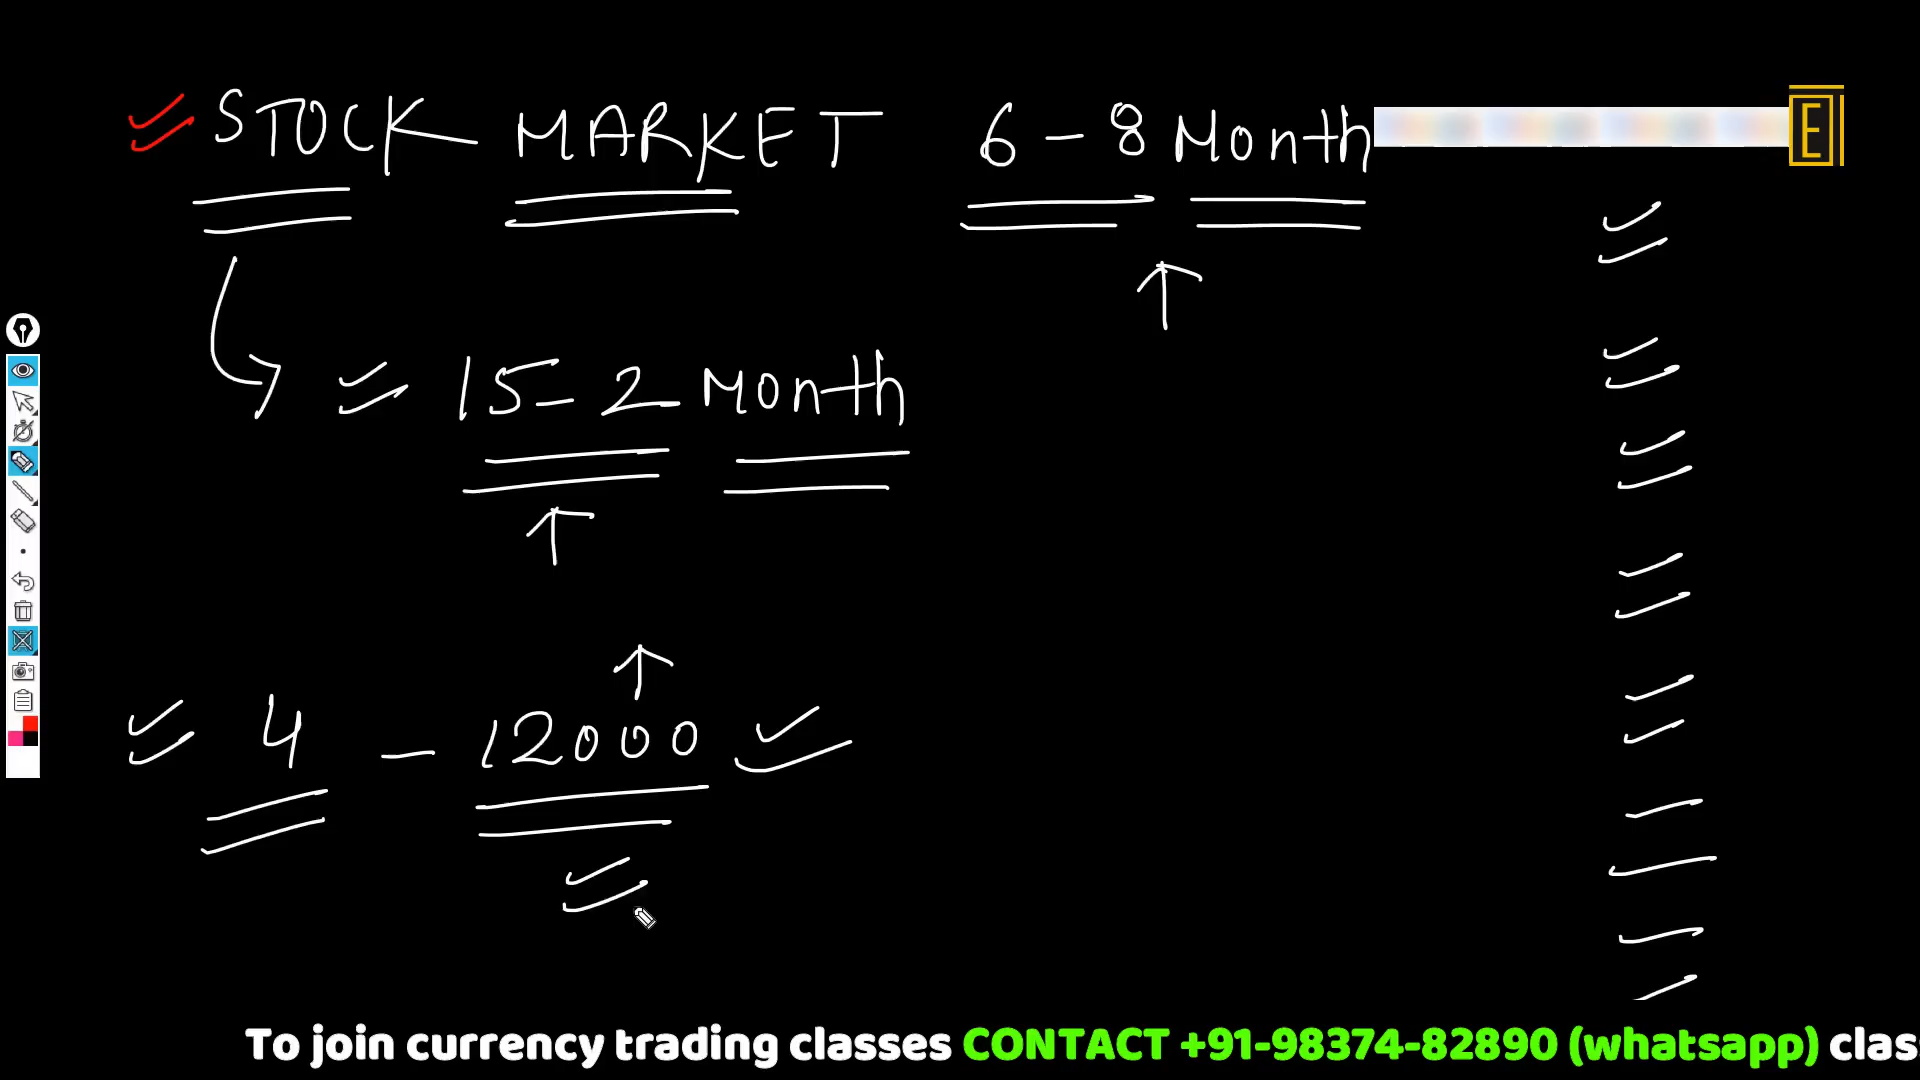 STOCK MARKET 6 - 8 Month
E
15 - 2 Month
4 - 12000
To join currency trading classes CONTACT +91-98374-82890 (whatsapp) clas